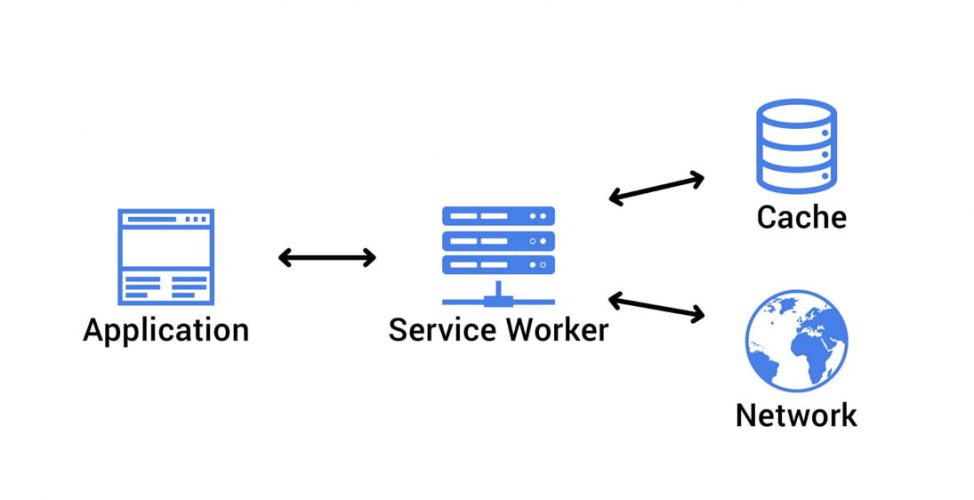 Application
Service Worker
Cache
Network